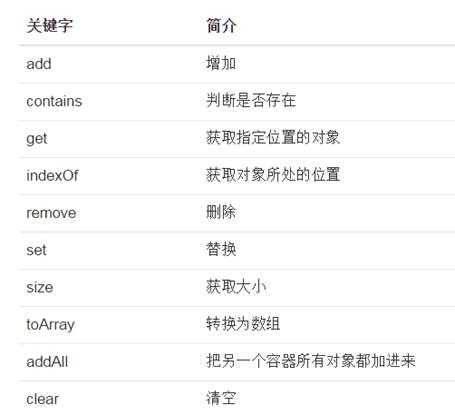 关键字 简介
add 增加
contains 判断是否存在
get 获取指定位置的对象
indexOf 获取对象所处的位置
remove 删除
set 替换
size 获取大小
toArray 转换为数组
addAll 把另一个容器所有对象都加进来
clear 清空